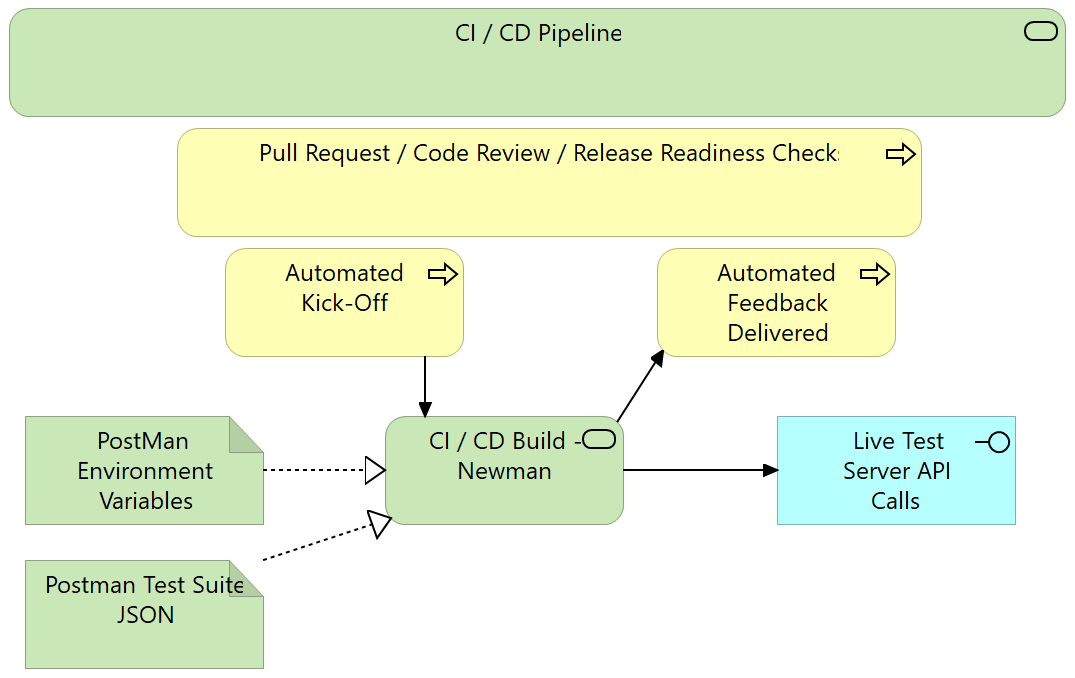 CI / CD Pipeline
Pull Request / Code Review / Release Readiness Check
Automated
Kick-Off
Automated
Feedback
Delivered
PostMan
Environment
Variables
CI / CD Build -
Newman
Live Test
Server API
Calls
Postman Test Suite
JSON